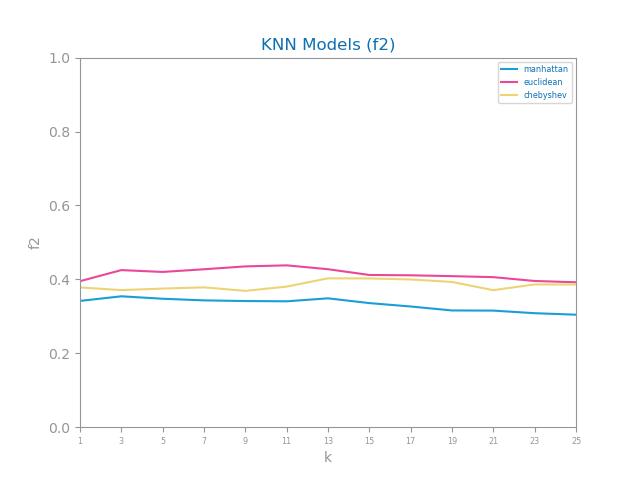 KNN Models (f2)
1.0
0.8
0.6
0.4
0.2
0.0
f2
manhattan
euclidean
chebyshev
1 3 5 7 9 11 13 15 17 19 21 23 25
k